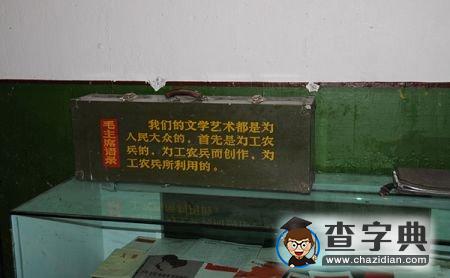 毛主席语录
我们的文学艺术都是为
人民大众的，首先是为工农
兵的，为工农兵而创作，为
工农兵所利用的。
查字典
www.chazidian.com